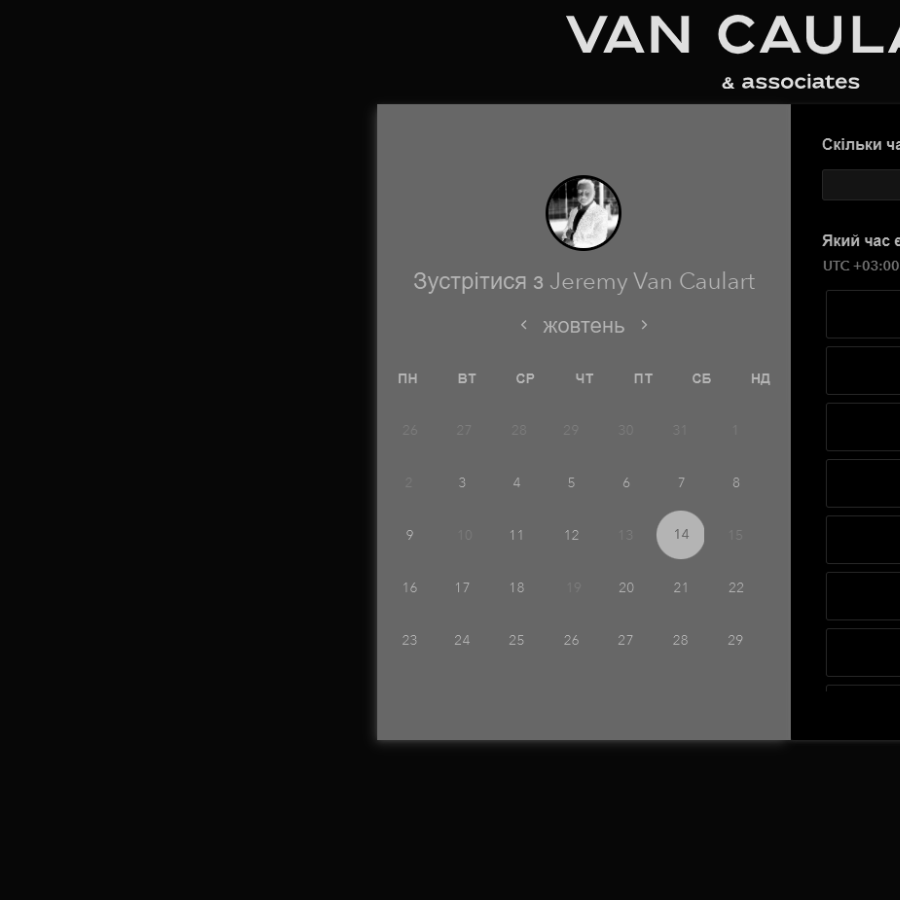 VAN CAULA
& associates
Зустрітися з Jeremy Van Caulart
жовтень
ПН ВТ СР ЧТ ПТ СБ НД
26 27 28 29 30 31 1
2 3 4 5 6 7 8
9 10 11 12 13 14 15
16 17 18 19 20 21 22
23 24 25 26 27 28 29
Скільки ча
Який час є
UTC +03:00